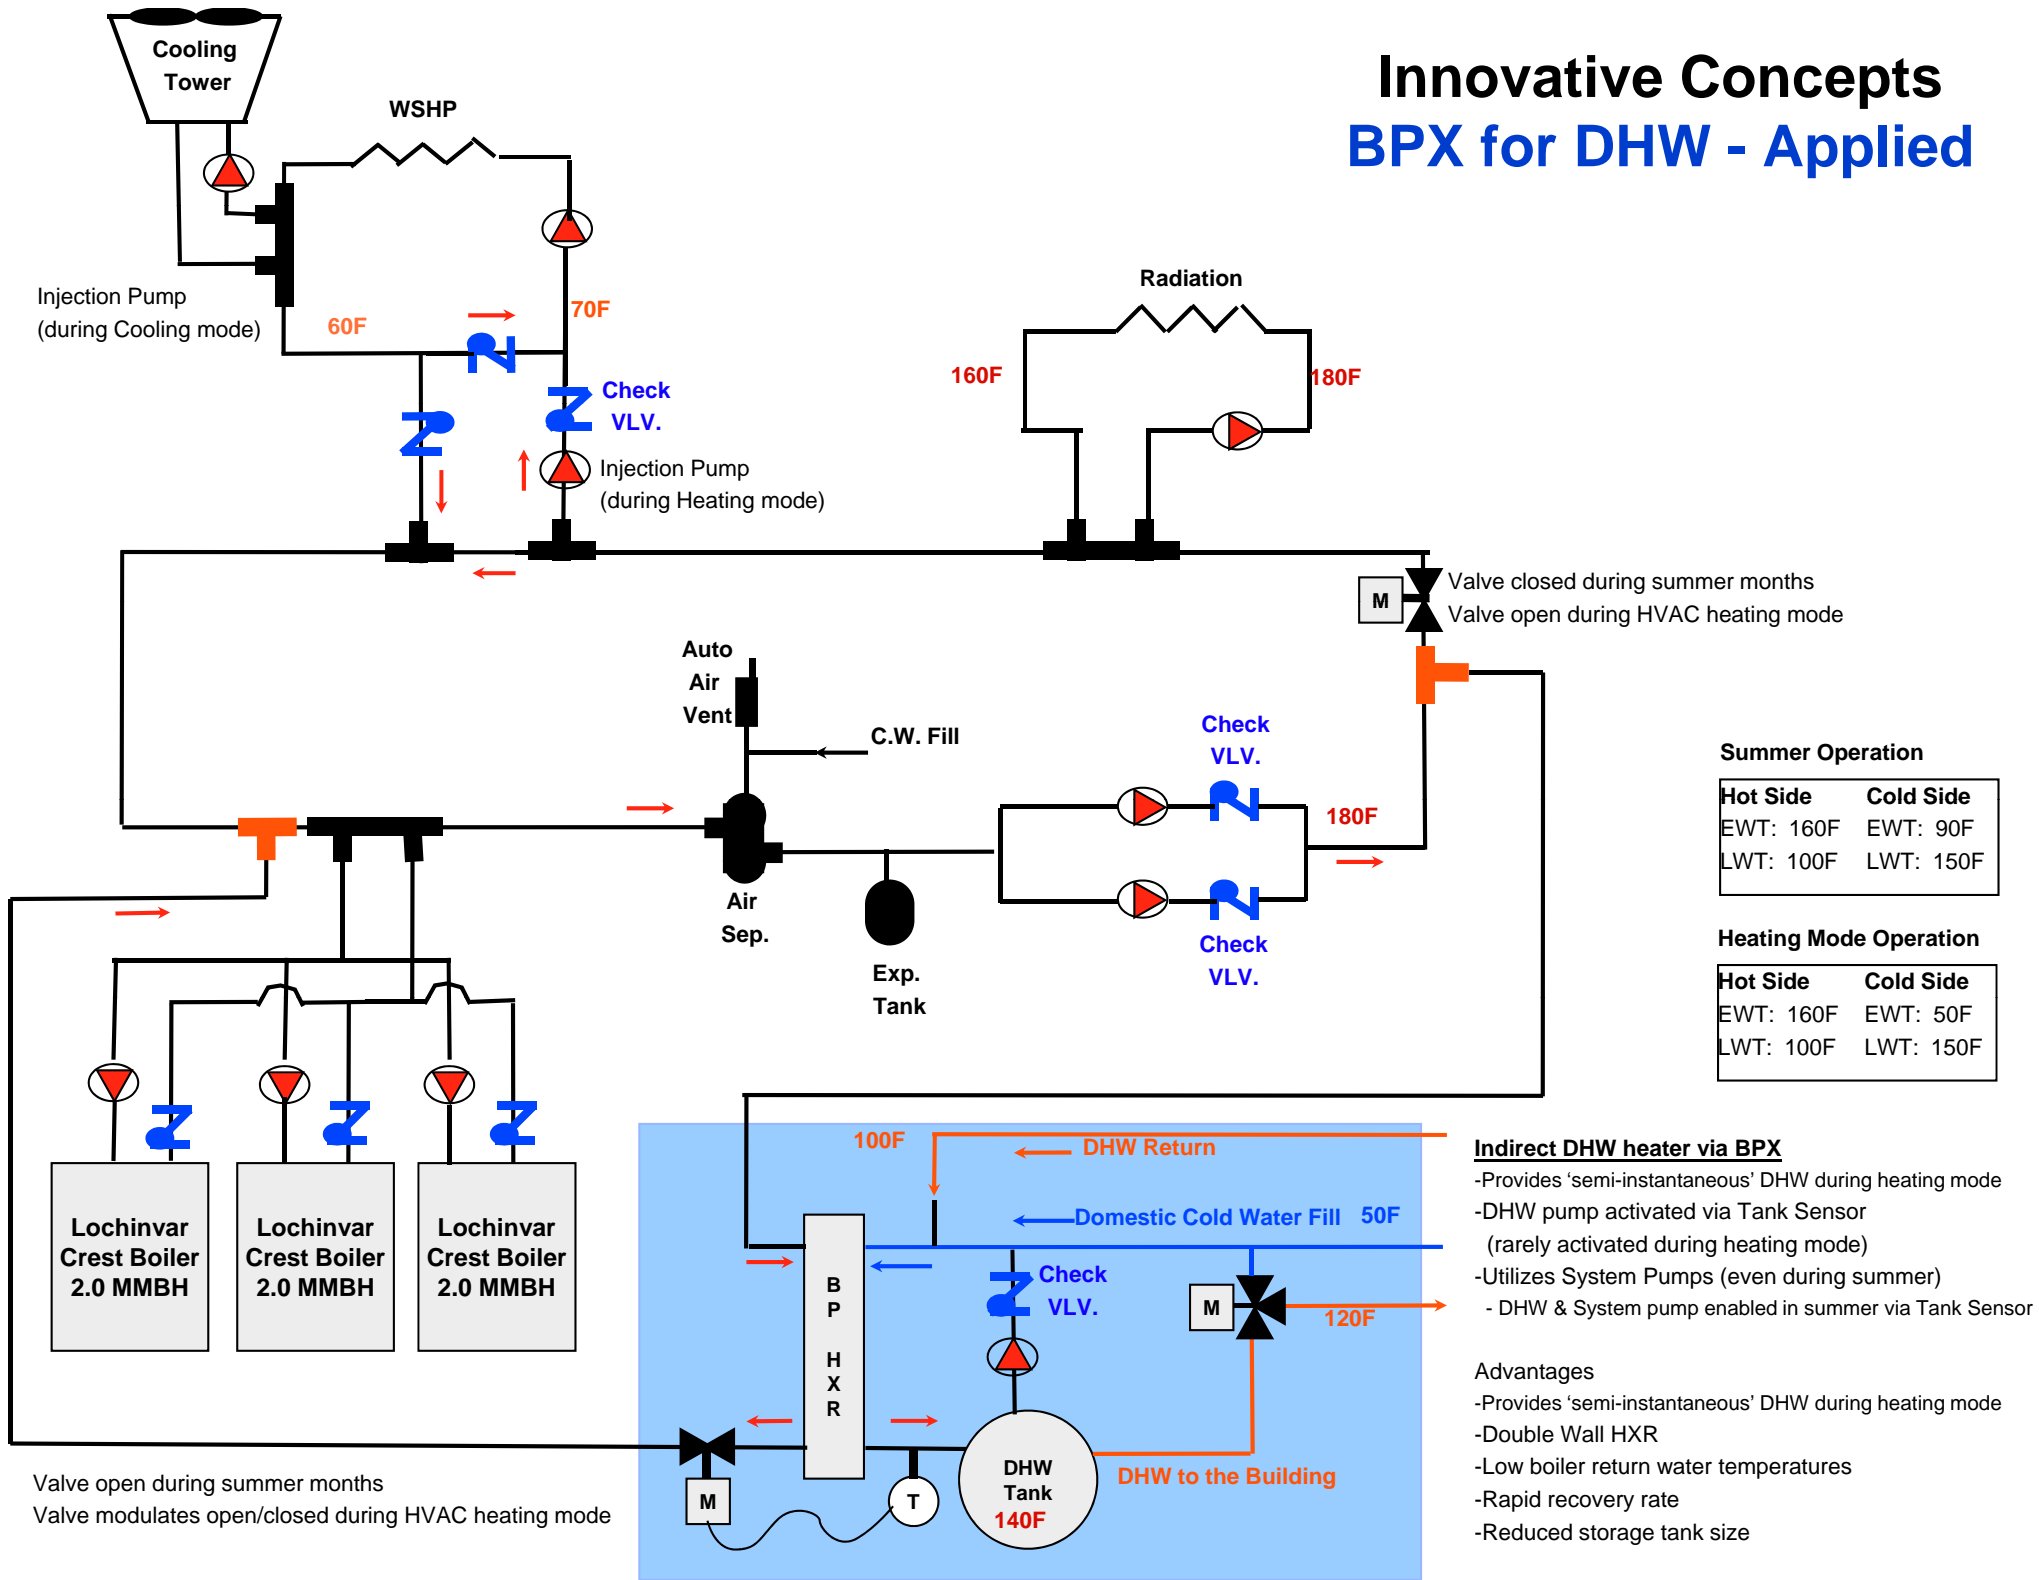 Innovative Concepts
BPX for DHW - Applied
Cooling
Tower
WSHP
Injection Pump
(during Cooling mode)
60F
70F
Check
VLV.
Injection Pump
(during Heating mode)
Radiation
160F
180F
M
Valve closed during summer months
Valve open during HVAC heating mode
Auto
Air
Vent
C.W. Fill
Air
Sep.
Exp.
Tank
Check
VLV.
180F
Check
VLV.
Summer Operation
Hot Side Cold Side
EWT: 160F EWT: 90F
LWT: 100F LWT: 150F
Heating Mode Operation
Hot Side Cold Side
EWT: 160F EWT: 50F
LWT: 100F LWT: 150F
Lochinvar
Crest Boiler
2.0 MMBH
Lochinvar
Crest Boiler
2.0 MMBH
Lochinvar
Crest Boiler
2.0 MMBH
100F
DHW Return
Domestic Cold Water Fill 50F
B
P
H
X
R
Check
VLV.
M
120F
DHW
Tank
140F
DHW to the Building
M
T
Valve open during summer months
Valve modulates open/closed during HVAC heating mode
Indirect DHW heater via BPX
-Provides ‘semi-instantaneous’ DHW during heating mode
-DHW pump activated via Tank Sensor
(rarely activated during heating mode)
-Utilizes System Pumps (even during summer)
- DHW & System pump enabled in summer via Tank Sensor
Advantages
-Provides ‘semi-instantaneous’ DHW during heating mode
-Double Wall HXR
-Low boiler return water temperatures
-Rapid recovery rate
-Reduced storage tank size